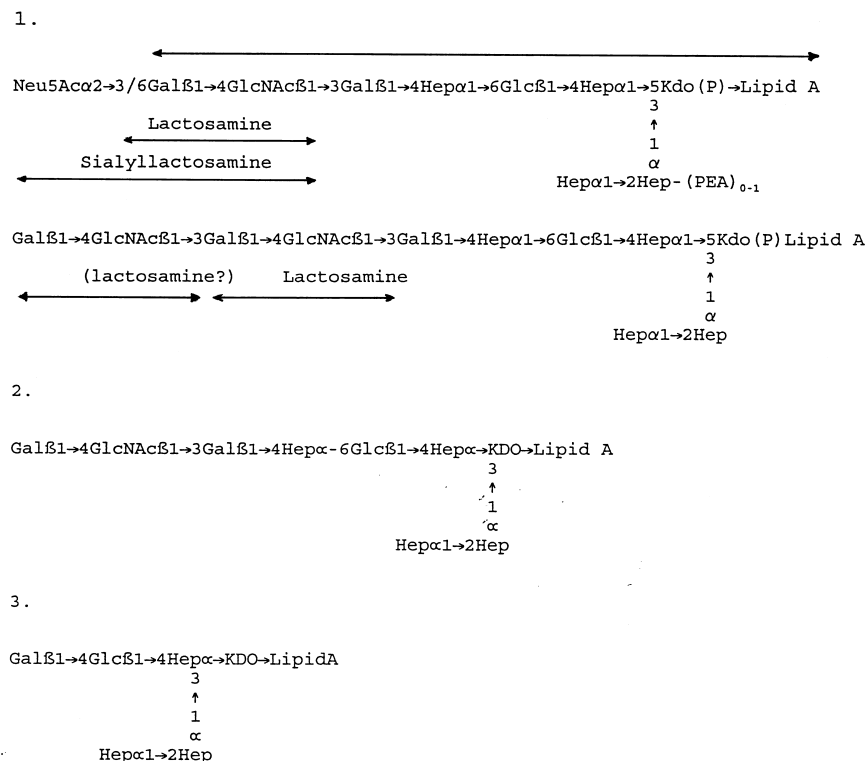 1.
Neu5Acα2→3/6Galß1→4GlcNAcß1→3Galß1→4Hepα1→6Glcß1→4Hepα1→5Kdo(P)→Lipid A
3
↑
Lactosamine
1
Sialyllactosamine
α
Hepα1→2Hep-(PEA)0-1
Galß1→4GlcNAcß1→3Galß1→4GlcNAcß1→3Galß1→4Hepα1→6Glcß1→4Hepα1→5Kdo(P)Lipid A
3
(lactosamine?) Lactosamine
↑
1
α
Hepα1→2Hep
2.
Galß1→4GlcNAcß1→3Galß1→4Hepα-6Glcß1→4Hepα→KDO→Lipid A
3
↑
1
α
Hepα1→2Hep
3.
Galß1→4Glcß1→4Hepα→KDO→LipidA
3
↑
1
α
Hepα1→2Hep